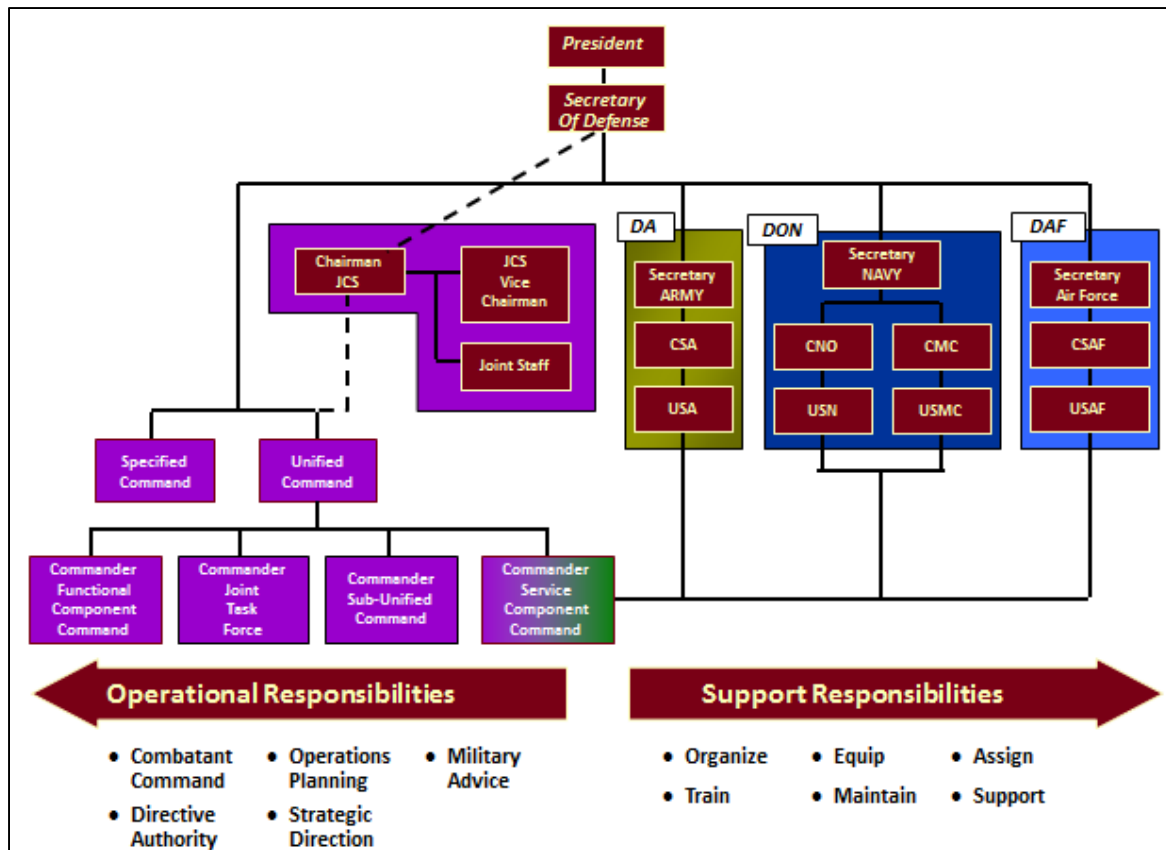 President
Secretary
Of Defense
DA
DON
DAF
Chairman
JCS
JCS
Vice
Chairman
Joint Staff
Secretary
ARMY
CSA
USA
Secretary
NAVY
CNO
CMC
USN
USMC
Secretary
Air Force
CSAF
USAF
Specified
Command
Unified
Command
Commander
Functional
Component
Command
Commander
Joint
Task
Force
Commander
Sub-Unified
Command
Commander
Service
Component
Command
Operational Responsibilities
Support Responsibilities
• Combatant
Command
• Directive
Authority
• Operations
Planning
• Strategic
Direction
• Military
Advice
• Organize
• Train
• Equip
• Maintain
• Assign
• Support